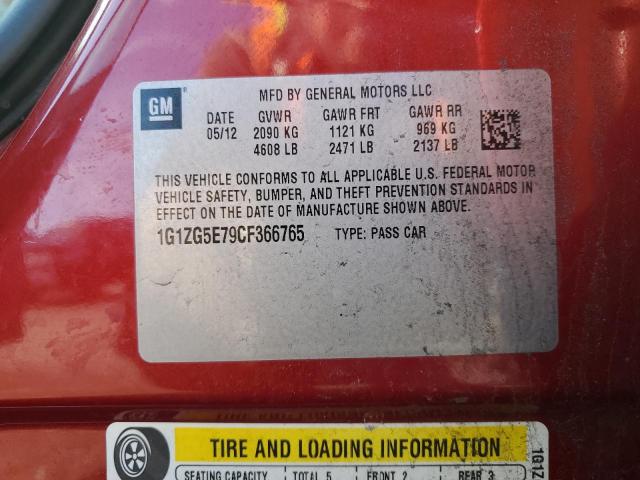 GM
MFD BY GENERAL MOTORS LLC
DATE GVWR GAWR FRT GAWR RR
05/12 2090 KG 1121 KG 969 KG
4608 LB 2471 LB 2137 LB
THIS VEHICLE CONFORMS TO ALL APPLICABLE U.S. FEDERAL MOTOR
VEHICLE SAFETY, BUMPER, AND THEFT PREVENTION STANDARDS IN
EFFECT ON THE DATE OF MANUFACTURE SHOWN ABOVE.
1G1ZG5E79CF366765 TYPE: PASS CAR
TIRE AND LOADING INFORMATION
SEATING CAPACITY TOTAL 5 FRONT 2 REAR 3
1G1Z